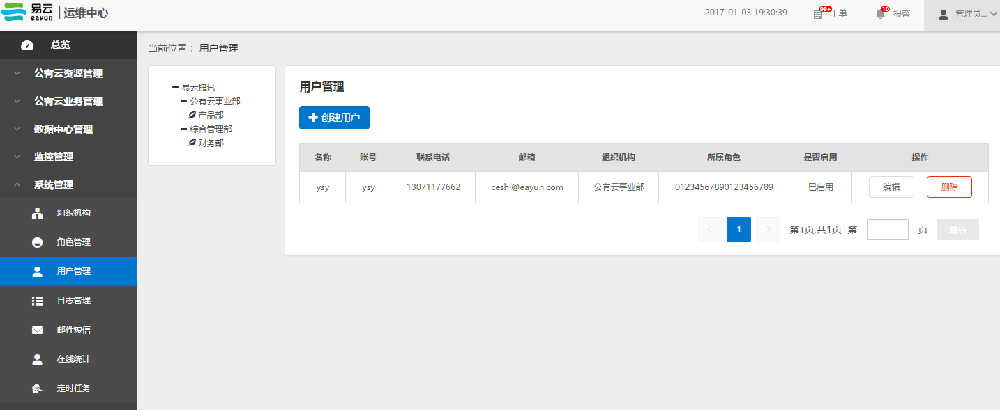 易云 eayun | 运维中心
2017-01-03 19:30:39
99+ 工单
10 报警
管理员...
总览
公有云资源管理
公有云业务管理
数据中心管理
监控管理
系统管理
组织机构
角色管理
用户管理
日志管理
邮件短信
在线统计
定时任务
当前位置： 用户管理
易云捷讯
公有云事业部
产品部
综合管理部
财务部
用户管理
创建用户
名称 账号 联系电话 邮箱 组织机构 所属角色 是否启用 操作
ysy ysy 13071177662 ceshi@eayun.com 公有云事业部 01234567890123456789 已启用 编辑 删除
< 1 > 第1页,共1页 第 页 跳转